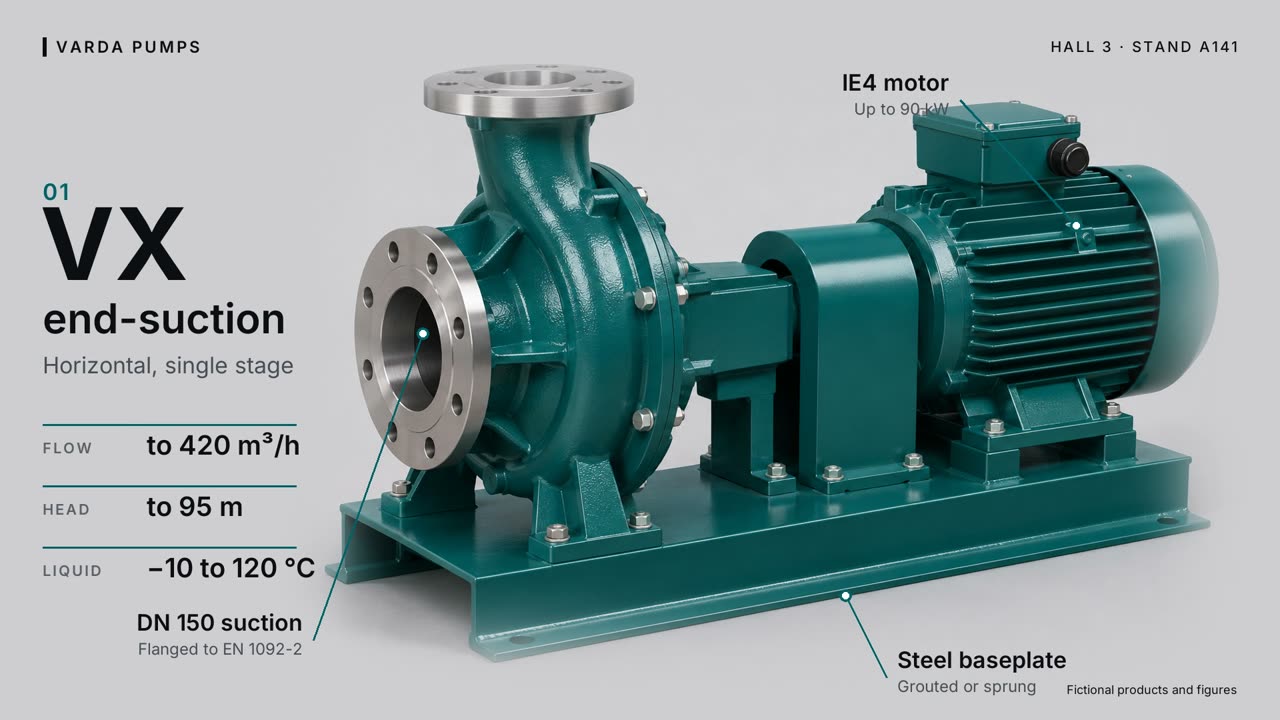 VARDA PUMPS
HALL 3 · STAND A141
IE4 motor
Up to 90 kW
01
VX
end-suction
Horizontal, single stage
FLOW to 420 m³/h
HEAD to 95 m
LIQUID −10 to 120 °C
DN 150 suction
Flanged to EN 1092-2
Steel baseplate
Grouted or sprung
Fictional products and figures